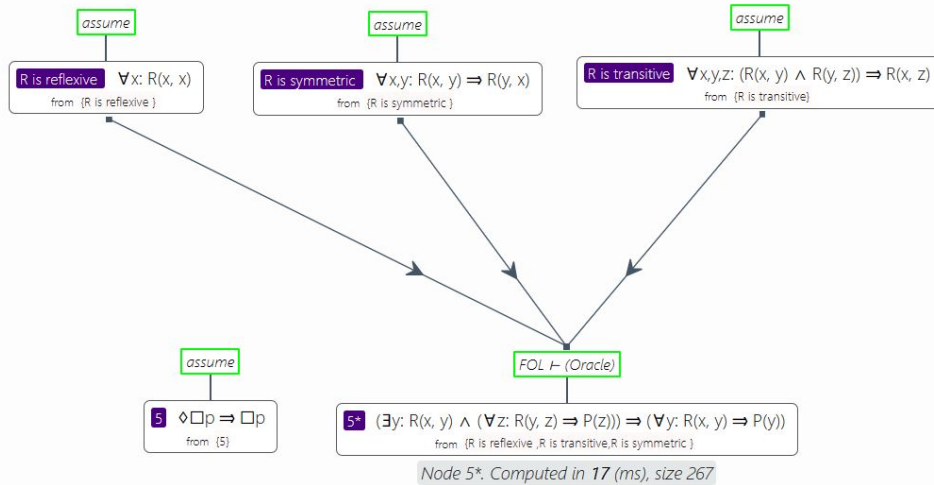 assume
assume
assume
R is reflexive ∀x: R(x, x)
from {R is reflexive }
R is symmetric ∀x,y: R(x, y) ⇒ R(y, x)
from {R is symmetric }
R is transitive ∀x,y,z: (R(x, y) ∧ R(y, z)) ⇒ R(x, z)
from {R is transitive}
assume
FOL ⊢ (Oracle)
5 ◊□p ⇒ □p
from {5}
5* (∃y: R(x, y) ∧ (∀z: R(y, z) ⇒ P(z))) ⇒ (∀y: R(x, y) ⇒ P(y))
from {R is reflexive ,R is transitive,R is symmetric }
Node 5*. Computed in 17 (ms), size 267